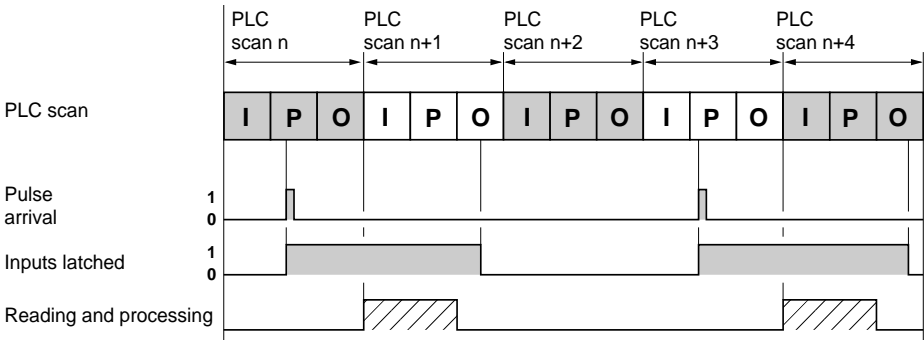 PLC scan n PLC scan n+1 PLC scan n+2 PLC scan n+3 PLC scan n+4
PLC scan I P O I P O I P O I P O I P O
Pulse arrival 1 0
Inputs latched 1 0
Reading and processing